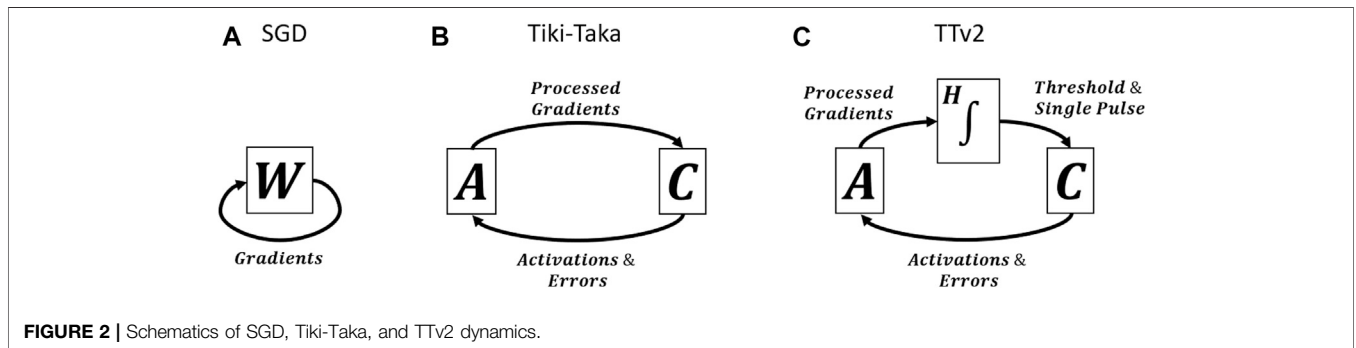 A SGD
W
Gradients
B Tiki-Taka
Processed
Gradients
A
C
Activations &
Errors
C TTv2
Processed
Gradients
H
∫
Threshold &
Single Pulse
A
C
Activations &
Errors
FIGURE 2 | Schematics of SGD, Tiki-Taka, and TTv2 dynamics.